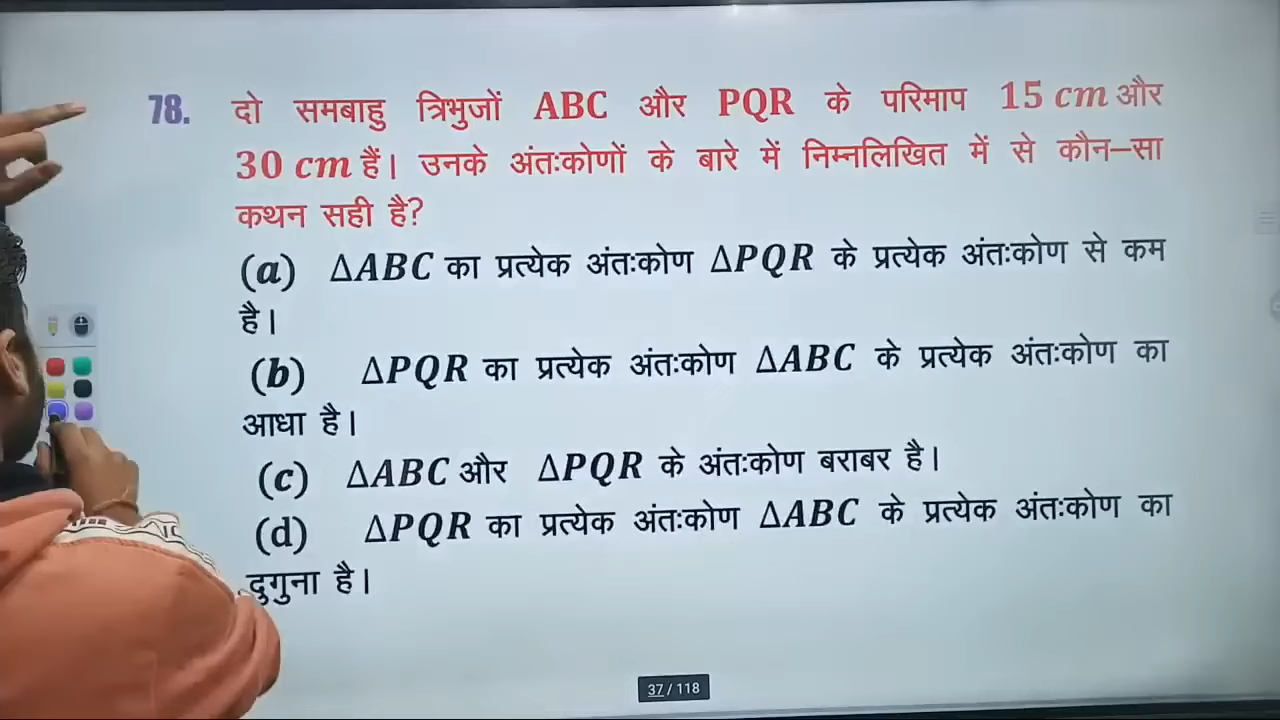 78. दो समबाहु त्रिभुजों ABC और PQR के परिमाप 15 cm और
30 cm हैं। उनके अंतःकोणों के बारे में निम्नलिखित में से कौन–सा
कथन सही है?
(a) ΔABC का प्रत्येक अंतःकोण ΔPQR के प्रत्येक अंतःकोण से कम
है।
(b) ΔPQR का प्रत्येक अंतःकोण ΔABC के प्रत्येक अंतःकोण का
आधा है।
(c) ΔABC और ΔPQR के अंतःकोण बराबर है।
(d) ΔPQR का प्रत्येक अंतःकोण ΔABC के प्रत्येक अंतःकोण का
दुगुना है।
37 / 118